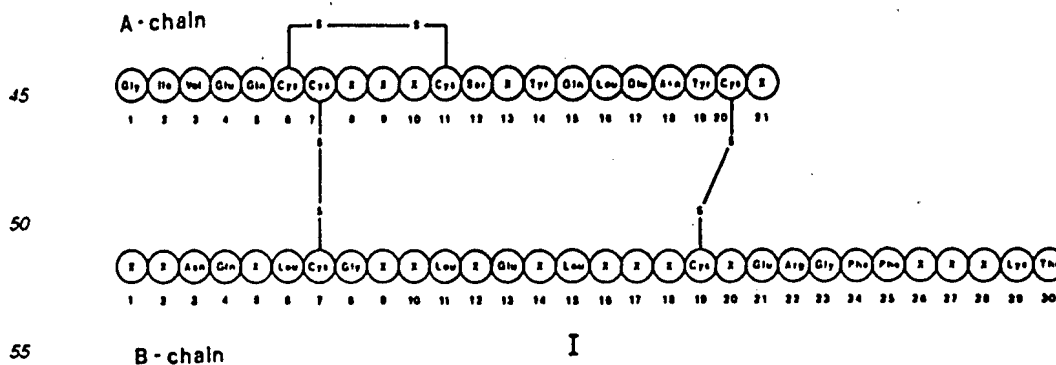 A-chain
S S
45 Gly Ile Val Glu Gln Cys Cys X X X Cys Ser X Tyr Gln Leu Glu Asn Tyr Cys X
1 2 3 4 5 6 7 8 9 10 11 12 13 14 15 16 17 18 19 20 21
S S
S S
50
X X Asn Gln X Leu Cys Gly X X Leu X Glu X Leu X X X Cys X Glu Arg Gly Phe Phe X X X Lys Thr
1 2 3 4 5 6 7 8 9 10 11 12 13 14 15 16 17 18 19 20 21 22 23 24 25 26 27 28 29 30
I
55 B-chain